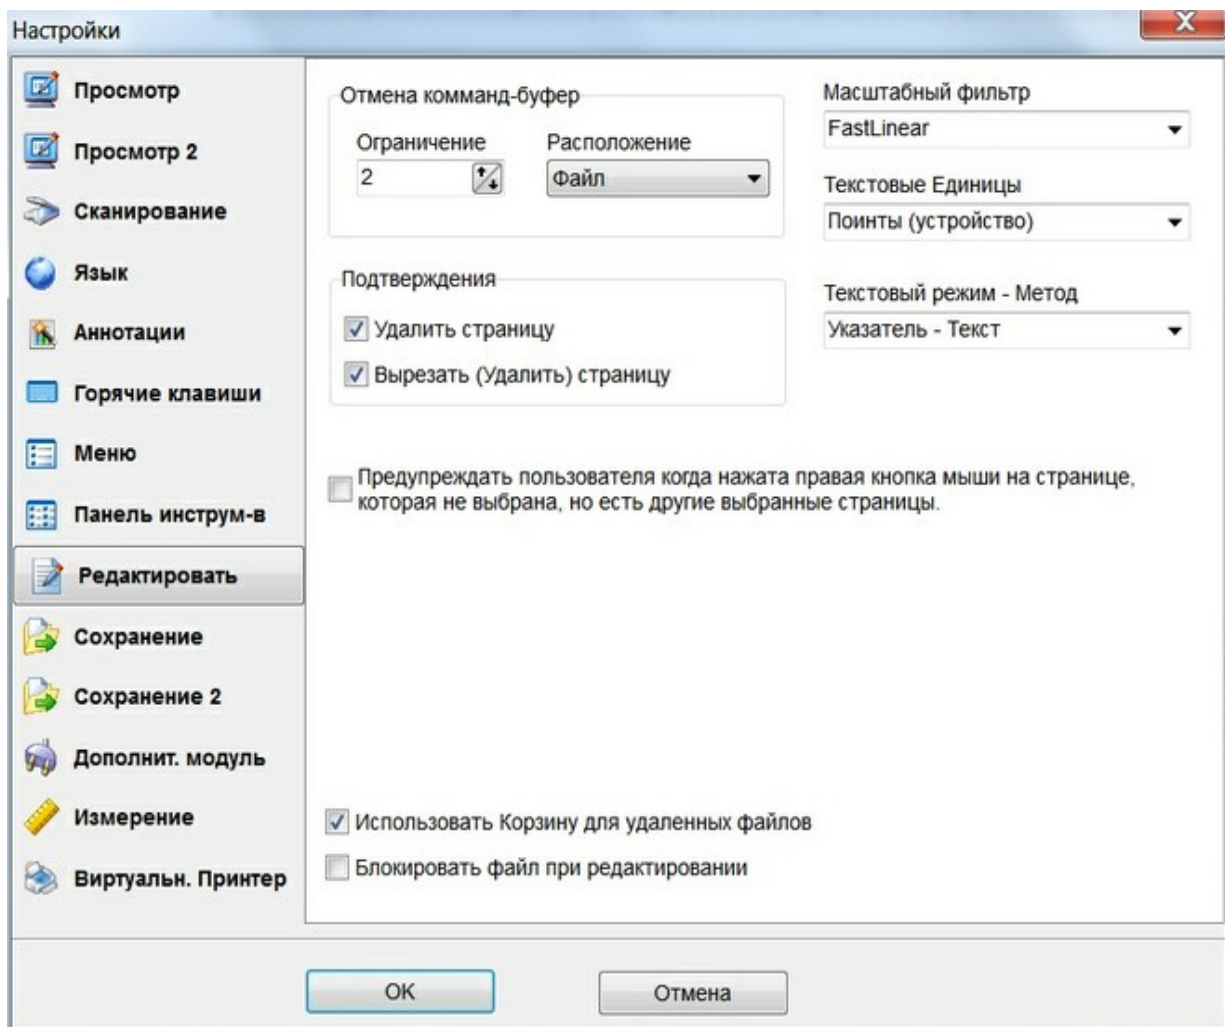 Настройки
Просмотр
Просмотр 2
Сканирование
Язык
Аннотации
Горячие клавиши
Меню
Панель инструм-в
Редактировать
Сохранение
Сохранение 2
Дополнит. модуль
Измерение
Виртуальн. Принтер
Отмена комманд-буфер
Ограничение
2
Расположение
Файл
Подтверждения
Удалить страницу
Вырезать (Удалить) страницу
Масштабный фильтр
FastLinear
Текстовые Единицы
Поинты (устройство)
Текстовый режим - Метод
Указатель - Текст
Предупреждать пользователя когда нажата правая кнопка мыши на странице,
которая не выбрана, но есть другие выбранные страницы.
Использовать Корзину для удаленных файлов
Блокировать файл при редактировании
OK
Отмена